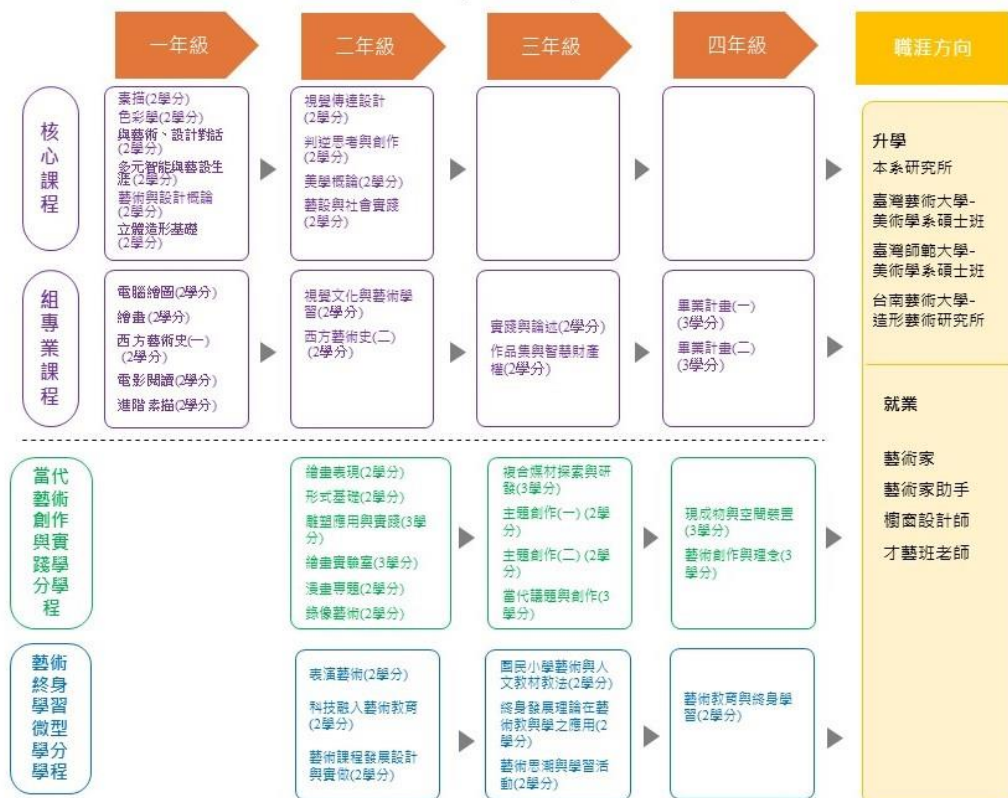 一年級
二年級
三年級
四年級
職涯方向
核
心
課
程
素描(2學分)
色彩學(2學分)
與藝術、設計對話
(2學分)
多元智能與藝設生
涯(2學分)
藝術與設計概論
(2學分)
立體造形基礎
(2學分)
視覺傳達設計
(2學分)
判逆思考與創作
(2學分)
美學概論(2學分)
藝設與社會實踐
(2學分)
組
專
業
課
程
電腦繪圖(2學分)
繪畫(2學分)
西方藝術史(一)
(2學分)
電影閱讀(2學分)
進階素描(2學分)
視覺文化與藝術學
習(2學分)
西方藝術史(二)
(2學分)
實踐與論述(2學分)
作品集與智慧財產
權(2學分)
畢業計畫(一)
(3學分)
畢業計畫(二)
(3學分)
當代
藝術
創作
與實
踐學
分學
程
繪畫表現(2學分)
形式基礎(2學分)
雕塑應用與實踐(3學
分)
繪畫實驗室(3學分)
漫畫專題(2學分)
錄像藝術(2學分)
複合媒材探索與研
發(3學分)
主題創作(一) (2學
分)
主題創作(二) (2學
分)
當代議題與創作(3
學分)
現成物與空間裝置
(3學分)
藝術創作與理念(3
學分)
藝術
終身
學習
微型
學分
學程
表演藝術(2學分)
科技融入藝術教育
(2學分)
藝術課程發展設計
與實做(2學分)
國民小學藝術與人
文教材教法(2學分)
終身發展理論在藝
術教與學之應用(2
學分)
藝術思潮與學習活
動(2學分)
藝術教育與終身學
習(2學分)
升學
本系研究所
臺灣藝術大學-
美術學系碩士班
臺灣師範大學-
美術學系碩士班
台南藝術大學-
造形藝術研究所
就業
藝術家
藝術家助手
櫥窗設計師
才藝班老師